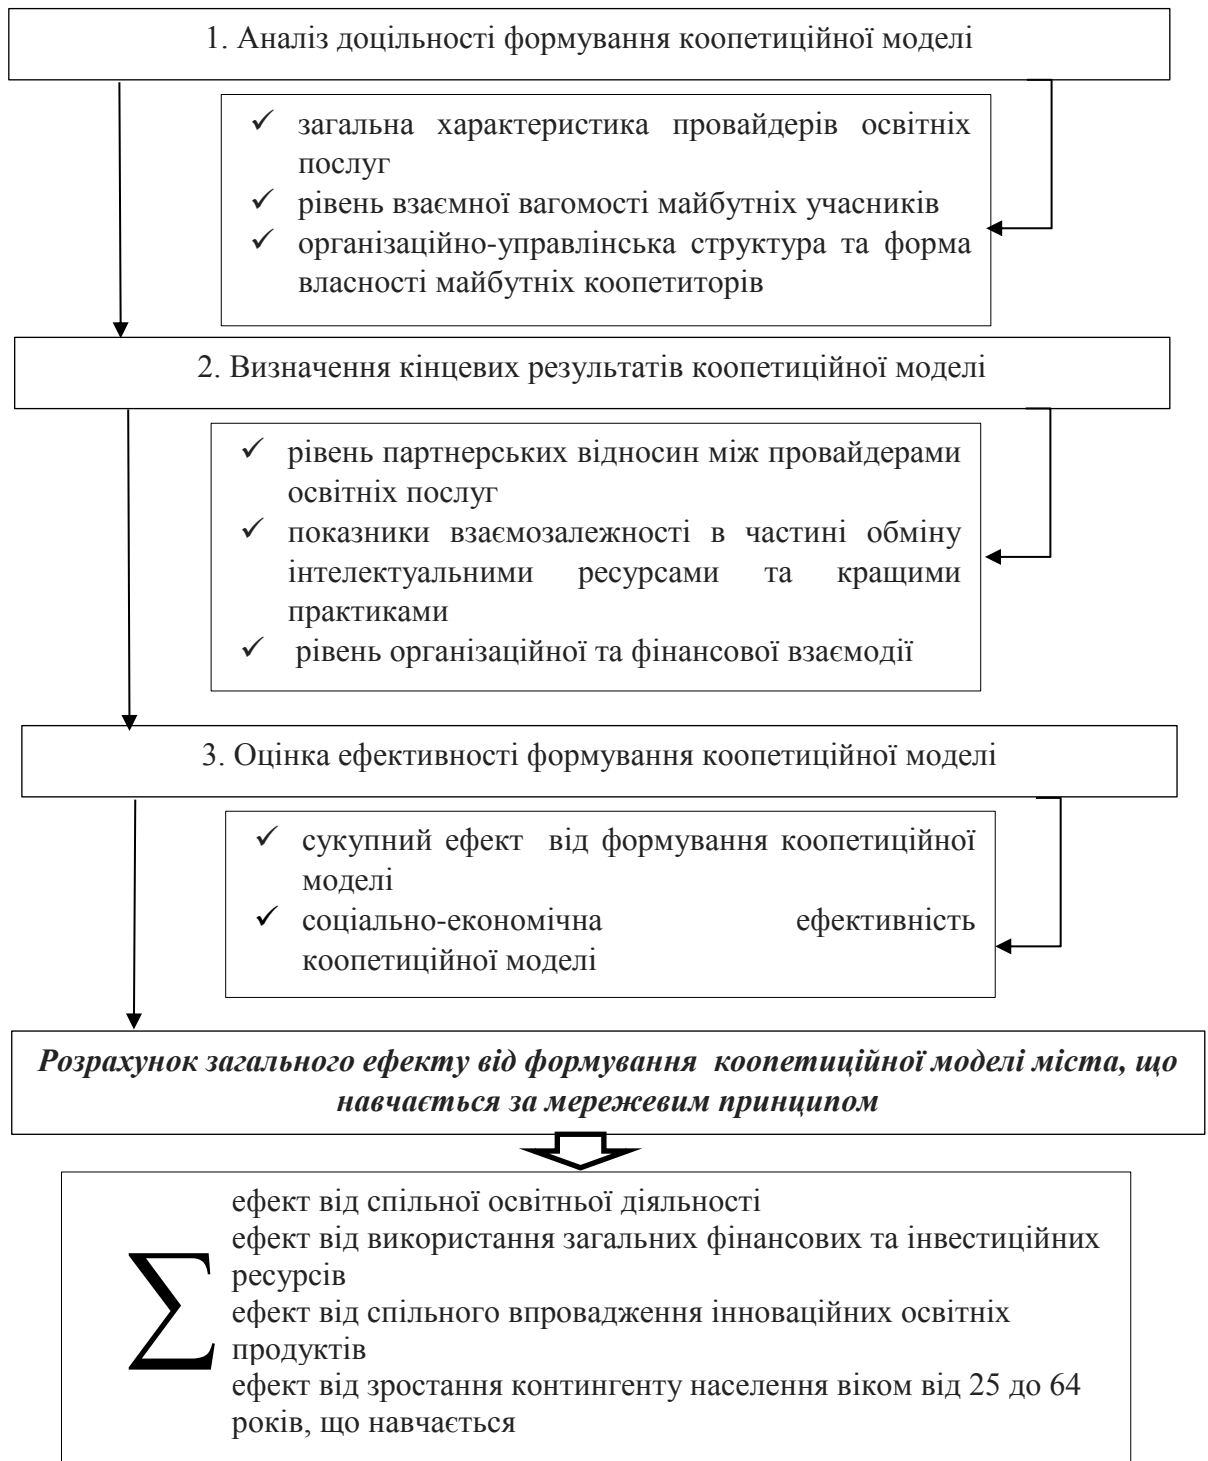 1. Аналіз доцільності формування коопетиційної моделі
✓ загальна характеристика провайдерів освітніх
послуг
✓ рівень взаємної вагомості майбутніх учасників
✓ організаційно-управлінська структура та форма
власності майбутніх коопетиторів
2. Визначення кінцевих результатів коопетиційної моделі
✓ рівень партнерських відносин між провайдерами
освітніх послуг
✓ показники взаємозалежності в частині обміну
інтелектуальними ресурсами та кращими
практиками
✓ рівень організаційної та фінансової взаємодії
3. Оцінка ефективності формування коопетиційної моделі
✓ сукупний ефект від формування коопетиційної
моделі
✓ соціально-економічна ефективність
коопетиційної моделі
Розрахунок загального ефекту від формування коопетиційної моделі міста, що
навчається за мережевим принципом
∑
ефект від спільної освітньої діяльності
ефект від використання загальних фінансових та інвестиційних
ресурсів
ефект від спільного впровадження інноваційних освітніх
продуктів
ефект від зростання контингенту населення віком від 25 до 64
років, що навчається